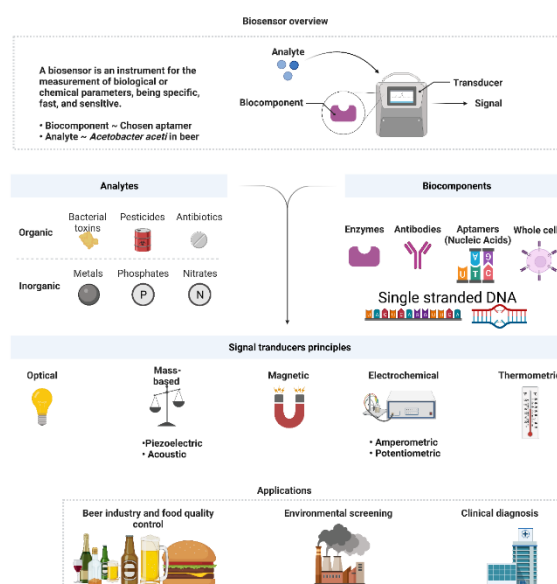 Biosensor overview
A biosensor is an instrument for the
measurement of biological or
chemical parameters, being specific,
fast, and sensitive.
• Biocomponent ~ Chosen aptamer
• Analyte ~ Acetobacter aceti in beer
Analyte
Biocomponent
Transducer
Signal
Analytes
Organic
Bacterial
toxins
Pesticides
Antibiotics
Inorganic
Metals
Phosphates
Nitrates
P
N
Biocomponents
Enzymes
Antibodies
Aptamers
(Nucleic Acids)
Whole cell
Single stranded DNA
Signal tranducers principles
Optical
Mass-
based
Magnetic
Electrochemical
Thermometric
•Piezoelectric
• Acoustic
• Amperometric
• Potentiometric
Applications
Beer industry and food quality
control
Environmental screening
Clinical diagnosis